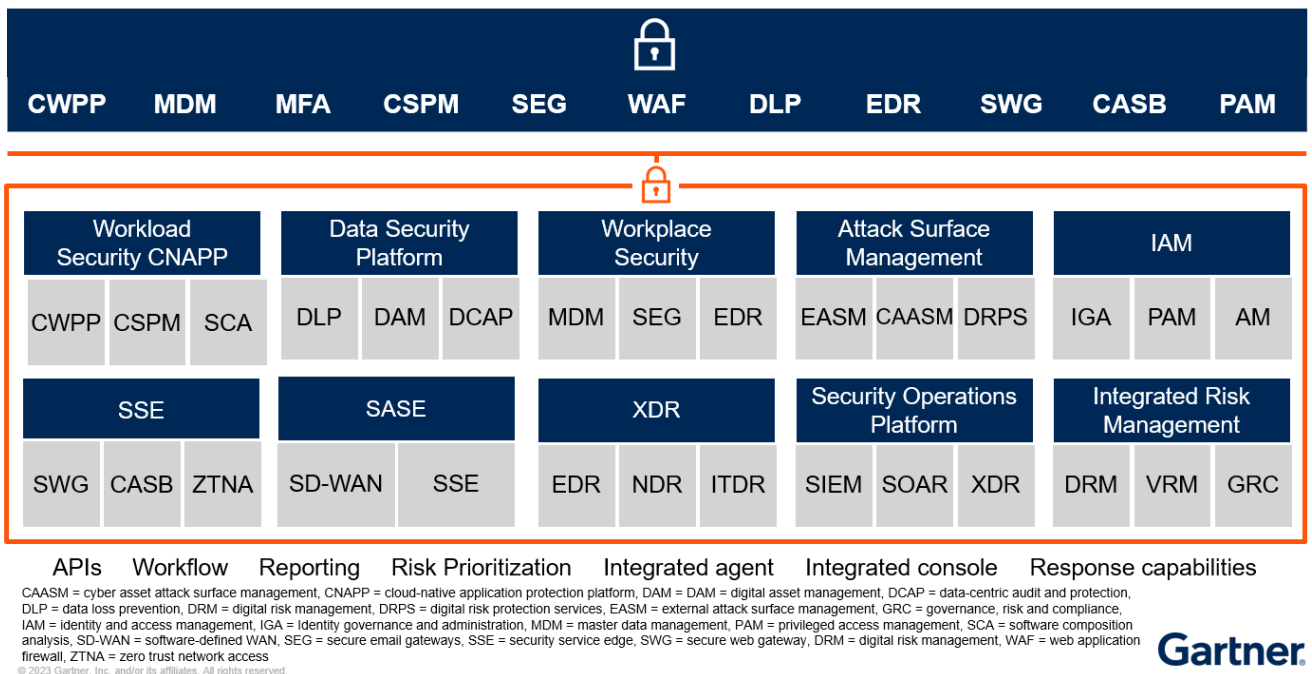 CWPP MDM MFA CSPM SEG WAF DLP EDR SWG CASB PAM
Workload
Security CNAPP
CWPP CSPM SCA
Data Security
Platform
DLP DAM DCAP
Workplace
Security
MDM SEG EDR
Attack Surface
Management
EASM CAASM DRPS
IAM
IGA PAM AM
SSE
SWG CASB ZTNA
SASE
SD-WAN SSE
XDR
EDR NDR ITDR
Security Operations
Platform
SIEM SOAR XDR
Integrated Risk
Management
DRM VRM GRC
APIs Workflow Reporting Risk Prioritization Integrated agent Integrated console Response capabilities
CAASM = cyber asset attack surface management, CNAPP = cloud-native application protection platform, DAM = DAM = digital asset management, DCAP = data-centric audit and protection,
DLP = data loss prevention, DRM = digital risk management, DRPS = digital risk protection services, EASM = external attack surface management, GRC = governance, risk and compliance,
IAM = identity and access management, IGA = Identity governance and administration, MDM = master data management, PAM = privileged access management, SCA = software composition
analysis, SD-WAN = software-defined WAN, SEG = secure email gateways, SSE = security service edge, SWG = secure web gateway, DRM = digital risk management, WAF = web application
firewall, ZTNA = zero trust network access
© 2023 Gartner, Inc. and/or its affiliates. All rights reserved.
Gartner®